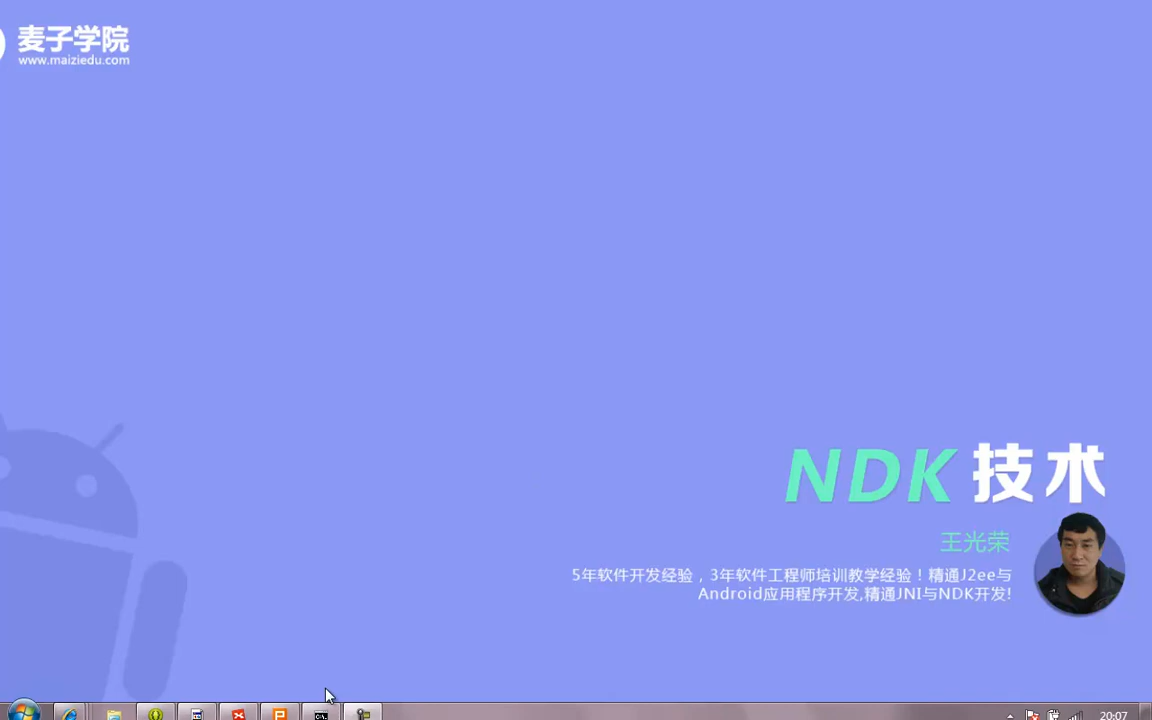 麦子学院
www.maiziedu.com
NDK 技术
王光荣
5年软件开发经验，3年软件工程师培训教学经验！精通J2ee与
Android应用程序开发,精通JNI与NDK开发!
20:07